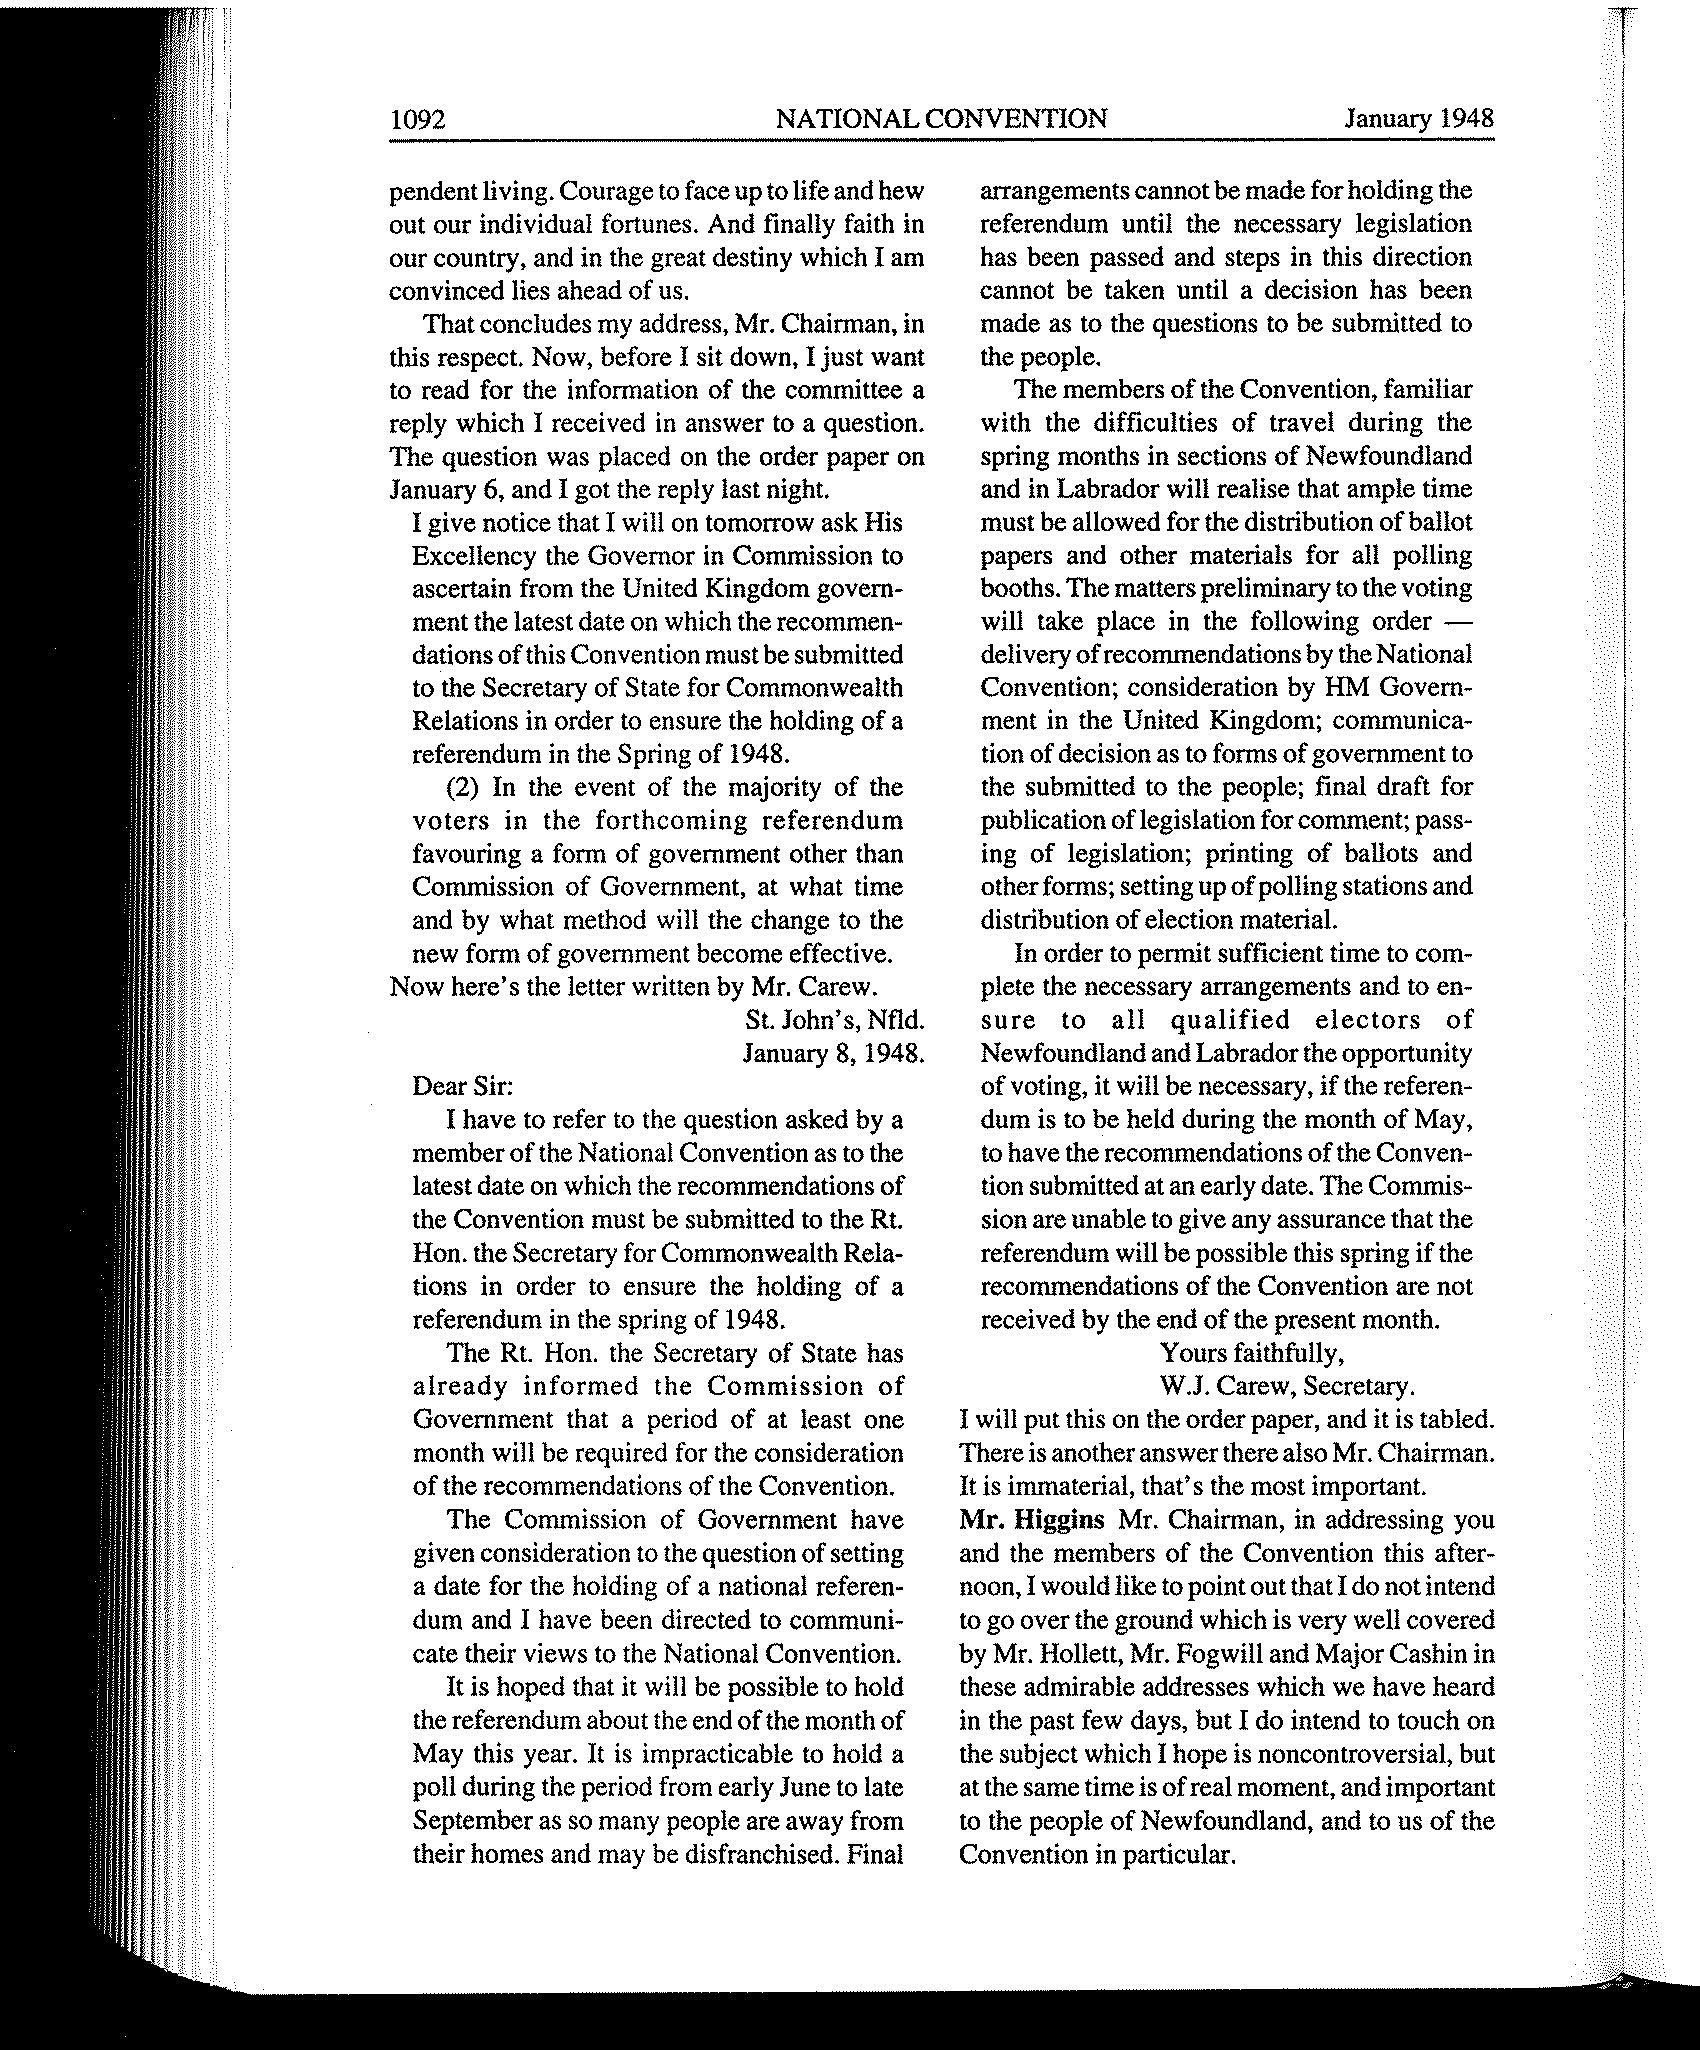 1092 NATIONAL CONVENTION January 1948
pendent living. Courage to face up to life and hew
out our individual fortunes. And finally faith in
our country, and in the great destiny which I am
convinced lies ahead of us.
That concludes my address, Mr. Chairman, in
this respect. Now, before I sit down, I just want
to read for the information of the committee a
reply which I received in answer to a question.
The question was placed on the order paper on
January 6, and I got the reply last night.
I give notice that I will on tomorrow ask His
Excellency the Governor in Commission to
ascertain from the United Kingdom govern-
ment the latest date on which the recommen-
dations of this Convention must be submitted
to the Secretary of State for Commonwealth
Relations in order to ensure the holding of a
referendum in the Spring of 1948.
(2) In the event of the majority of the
voters in the forthcoming referendum
favouring a form of government other than
Commission of Government, at what time
and by what method will the change to the
new form of government become effective.
Now here's the letter written by Mr. Carew.
St. John's, Nfld.
January 8, 1948.
Dear Sir:
I have to refer to the question asked by a
member of the National Convention as to the
latest date on which the recommendations of
the Convention must be submitted to the Rt.
Hon. the Secretary for Commonwealth Rela-
tions in order to ensure the holding of a
referendum in the spring of 1948.
The Rt. Hon. the Secretary of State has
already informed the Commission of
Government that a period of at least one
month will be required for the consideration
of the recommendations of the Convention.
The Commission of Government have
given consideration to the question of setting
a date for the holding of a national referen-
dum and I have been directed to communi-
cate their views to the National Convention.
It is hoped that it will be possible to hold
the referendum about the end of the month of
May this year. It is impracticable to hold a
poll during the period from early June to late
September as so many people are away from
their homes and may be disfranchised. Final
arrangements cannot be made for holding the
referendum until the necessary legislation
has been passed and steps in this direction
cannot be taken until a decision has been
made as to the questions to be submitted to
the people.
The members of the Convention, familiar
with the difficulties of travel during the
spring months in sections of Newfoundland
and in Labrador will realise that ample time
must be allowed for the distribution of ballot
papers and other materials for all polling
booths. The matters preliminary to the voting
will take place in the following order —
delivery of recommendations by the National
Convention; consideration by HM Govern-
ment in the United Kingdom; communica-
tion of decision as to forms of government to
the submitted to the people; final draft for
publication of legislation for comment; pass-
ing of legislation; printing of ballots and
other forms; setting up of polling stations and
distribution of election material.
In order to permit sufficient time to com-
plete the necessary arrangements and to en-
sure to all qualified electors of
Newfoundland and Labrador the opportunity
of voting, it will be necessary, if the referen-
dum is to be held during the month of May,
to have the recommendations of the Conven-
tion submitted at an early date. The Commis-
sion are unable to give any assurance that the
referendum will be possible this spring if the
recommendations of the Convention are not
received by the end of the present month.
Yours faithfully,
W.J. Carew, Secretary.
I will put this on the order paper, and it is tabled.
There is another answer there also Mr. Chairman.
It is immaterial, that's the most important.
Mr. Higgins Mr. Chairman, in addressing you
and the members of the Convention this after-
noon, I would like to point out that I do not intend
to go over the ground which is very well covered
by Mr. Hollett, Mr. Fogwill and Major Cashin in
these admirable addresses which we have heard
in the past few days, but I do intend to touch on
the subject which I hope is noncontroversial, but
at the same time is of real moment, and important
to the people of Newfoundland, and to us of the
Convention in particular.